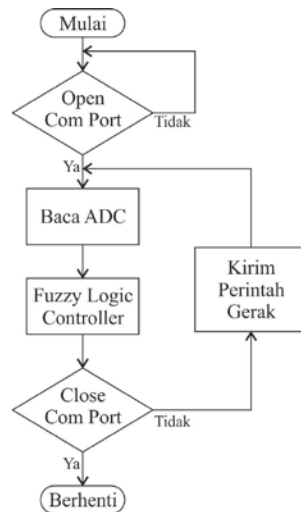 Mulai
Open
Com Port
Tidak
Ya
Baca ADC
Kirim
Perintah
Gerak
Fuzzy Logic
Controller
Close
Com Port
Tidak
Ya
Berhenti